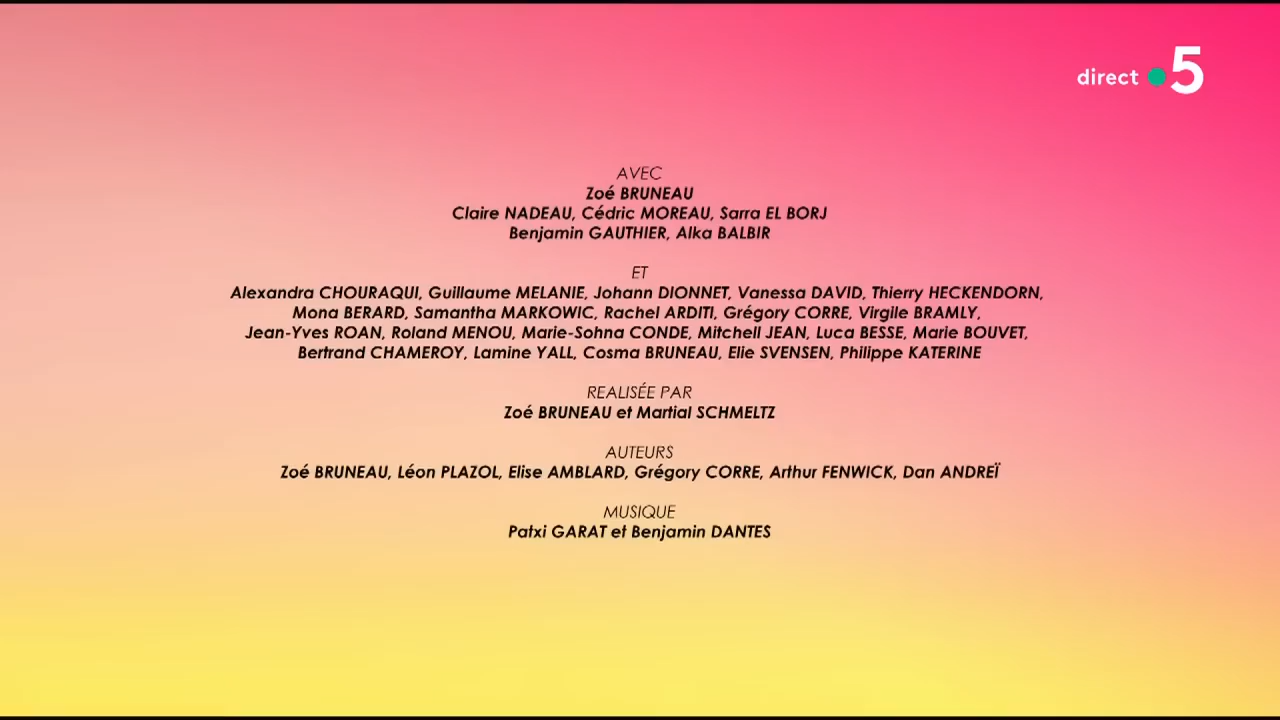 direct 5
AVEC
Zoé BRUNEAU
Claire NADEAU, Cédric MOREAU, Sarra EL BORJ
Benjamin GAUTHIER, Alka BALBIR
ET
Alexandra CHOURAQUI, Guillaume MELANIE, Johann DIONNET, Vanessa DAVID, Thierry HECKENDORN,
Mona BERARD, Samantha MARKOWIC, Rachel ARDITI, Grégory CORRE, Virgile BRAMLY,
Jean-Yves ROAN, Roland MENOU, Marie-Sohna CONDE, Mitchell JEAN, Luca BESSE, Marie BOUVET,
Bertrand CHAMEROY, Lamine YALL, Cosma BRUNEAU, Elie SVENSEN, Philippe KATERINE
REALISÉE PAR
Zoé BRUNEAU et Martial SCHMELTZ
AUTEURS
Zoé BRUNEAU, Léon PLAZOL, Elise AMBLARD, Grégory CORRE, Arthur FENWICK, Dan ANDREÏ
MUSIQUE
Patxi GARAT et Benjamin DANTES